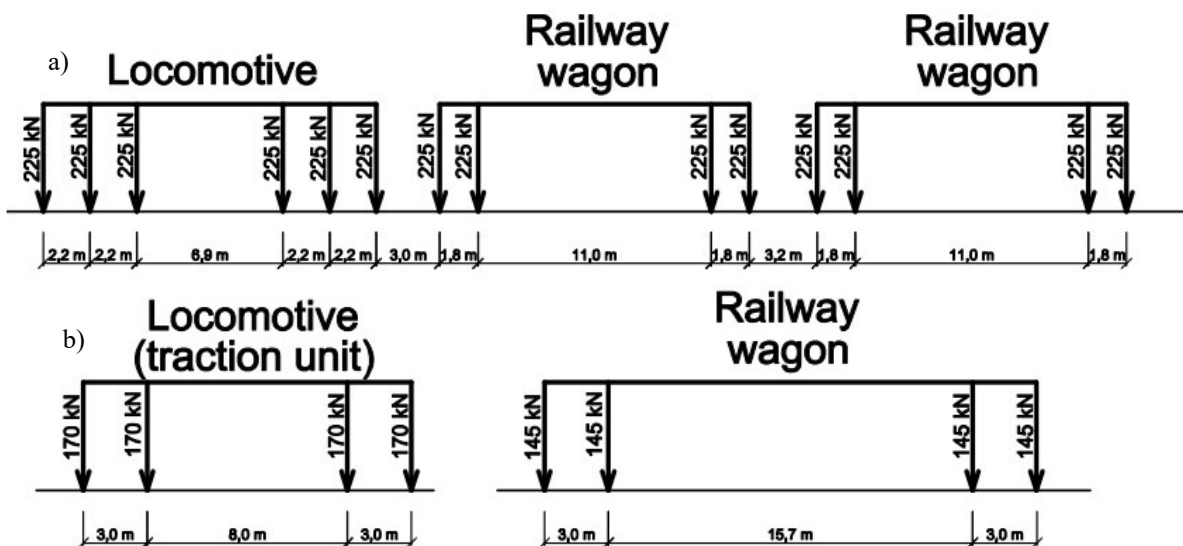 a)
Locomotive
Railway
wagon
Railway
wagon
225 kN 225 kN 225 kN 225 kN 225 kN 225 kN 225 kN 225 kN 225 kN 225 kN 225 kN 225 kN 225 kN 225 kN
2,2 m 2,2 m 6,9 m 2,2 m 2,2 m 3,0 m 1,8 m 11,0 m 1,8 m 3,2 m 1,8 m 11,0 m 1,8 m
b)
Locomotive
(traction unit)
Railway
wagon
170 kN 170 kN 170 kN 170 kN 145 kN 145 kN 145 kN 145 kN
3,0 m 8,0 m 3,0 m 3,0 m 15,7 m 3,0 m